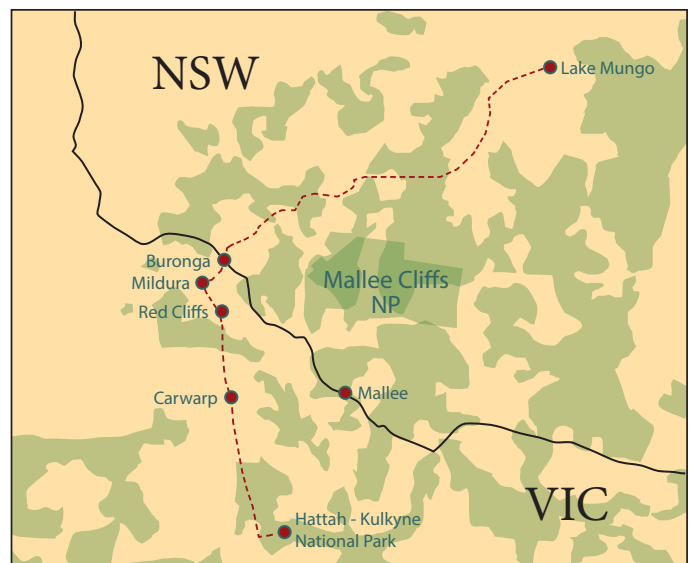 NSW
Lake Mungo
Buronga
Mildura
Mallee Cliffs
NP
Red Cliffs
Carwarp
Mallee
VIC
Hattah - Kulkyne
National Park